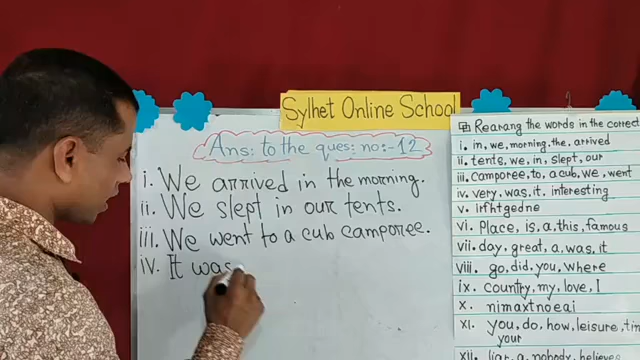 Sylhet Online School
Ans: to the ques: no:-12
i. We arrived in the morning.
ii. We slept in our tents.
iii. We went to a cub camporee.
iv. It was
Rearang the words in the correct
i. in, we, morning, the, arrived
ii. tents, we, in, slept, our
iii. camporee, to, a cub, we, went
iv. very, was, it, interesting
v. irfhtgedne
vi. Place, is, a, this, famous
vii. day, great, a, was, it
viii. go, did, you, where
ix. country, my, love, I
x. nimaxtnoeai
xi. you, do, how, leisure, tim
your
xii. liar, a, nobody, believes